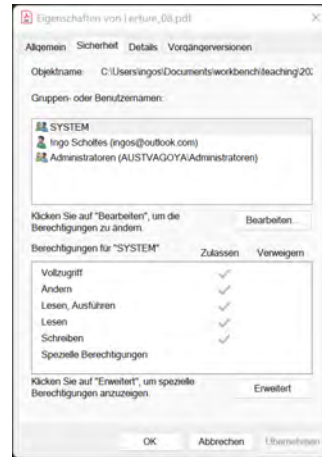 Eigenschaften von Lecture_08.pdf
Allgemein Sicherheit Details Vorgängerversionen
Objektname: C:\Users\ingos\Documents\workbench\teaching\202
Gruppen- oder Benutzernamen:
SYSTEM
Ingo Scholtes (ingos@outlook.com)
Administratoren (AUSTVAGOYA\Administratoren)
Klicken Sie auf "Bearbeiten", um die
Berechtigungen zu ändern.
Bearbeiten...
Berechtigungen für "SYSTEM" Zulassen Verweigern
Vollzugriff
Ändern
Lesen, Ausführen
Lesen
Schreiben
Spezielle Berechtigungen
Klicken Sie auf "Erweitert", um spezielle
Berechtigungen anzuzeigen.
Erweitert
OK Abbrechen Übernehmen